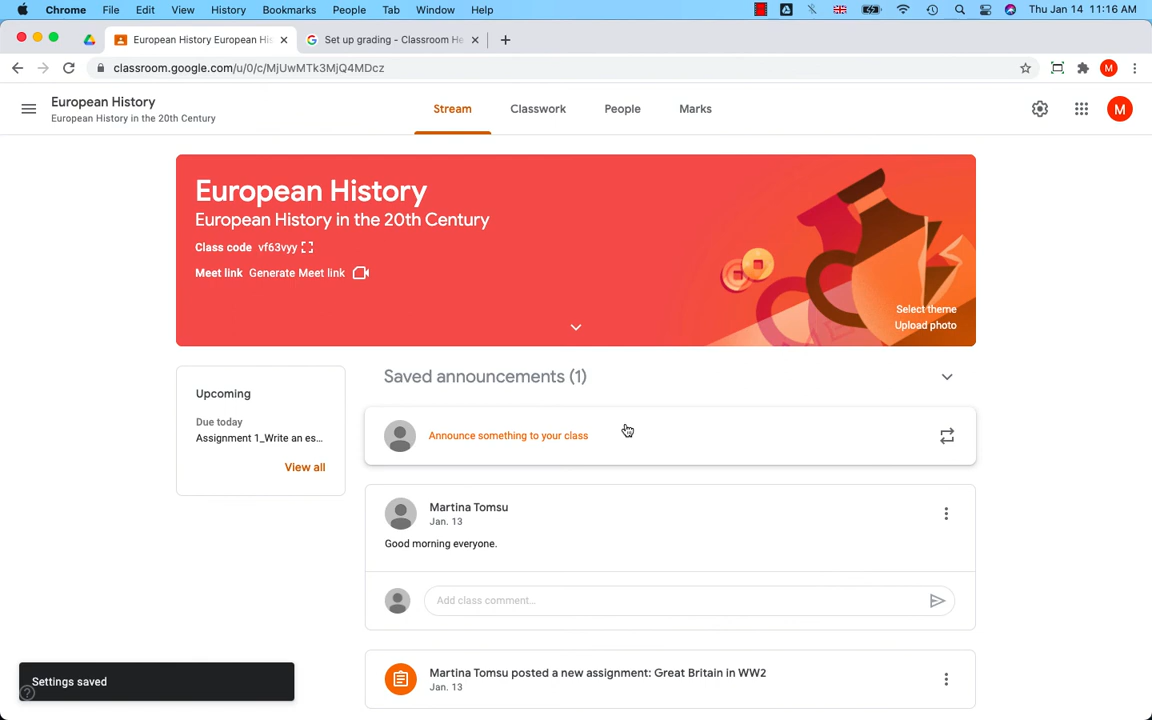 Chrome File Edit View History Bookmarks People Tab Window Help Thu Jan 14 11:16 AM
European History European His Set up grading - Classroom He
classroom.google.com/u/0/c/MjUwMTk3MjQ4MDcz M
European History
European History in the 20th Century
Stream Classwork People Marks
M
European History
European History in the 20th Century
Class code vf63vyy
Meet link Generate Meet link
Select theme
Upload photo
Upcoming
Due today
Assignment 1_Write an es...
View all
Saved announcements (1)
Announce something to your class
Martina Tomsu
Jan. 13
Good morning everyone.
Add class comment...
Martina Tomsu posted a new assignment: Great Britain in WW2
Jan. 13
Settings saved